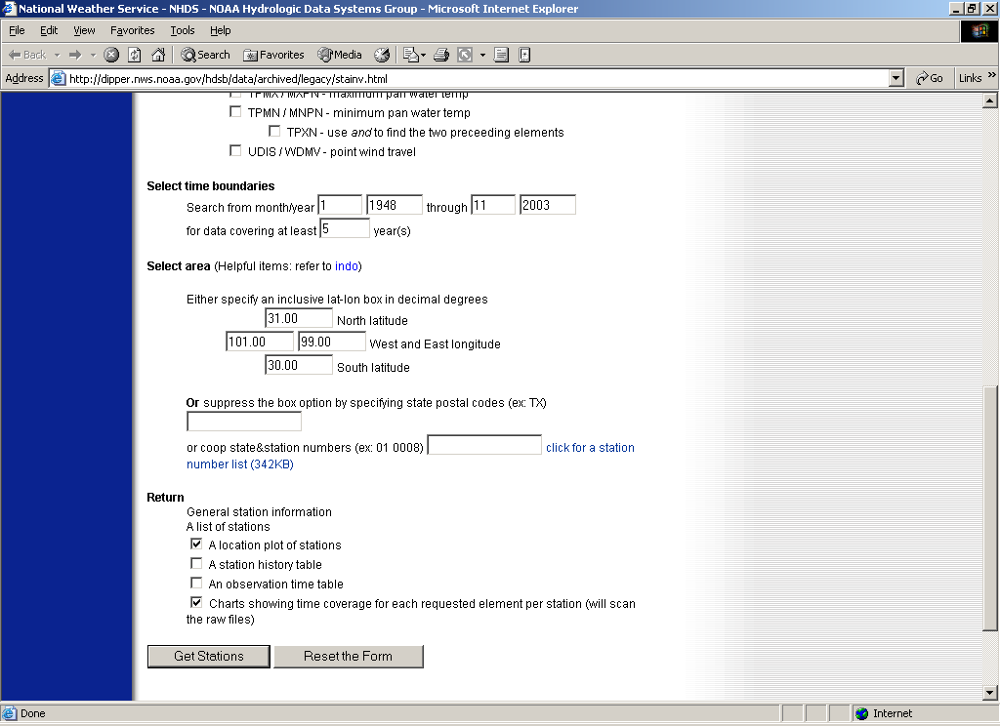 National Weather Service - NHDS - NOAA Hydrologic Data Systems Group - Microsoft Internet Explorer
File Edit View Favorites Tools Help
Back Search Favorites Media
Address http://dipper.nws.noaa.gov/hdsb/data/archived/legacy/stainv.html Go Links »
TPMX / MXPN - maximum pan water temp
TPMN / MNPN - minimum pan water temp
TPXN - use and to find the two preceeding elements
UDIS / WDMV - point wind travel
Select time boundaries
Search from month/year 1 1948 through 11 2003
for data covering at least 5 year(s)
Select area (Helpful items: refer to indo)
Either specify an inclusive lat-lon box in decimal degrees
31.00 North latitude
101.00 99.00 West and East longitude
30.00 South latitude
Or suppress the box option by specifying state postal codes (ex: TX)
or coop state&station numbers (ex: 01 0008) click for a station
number list (342KB)
Return
General station information
A list of stations
A location plot of stations
A station history table
An observation time table
Charts showing time coverage for each requested element per station (will scan
the raw files)
Get Stations Reset the Form
Done Internet